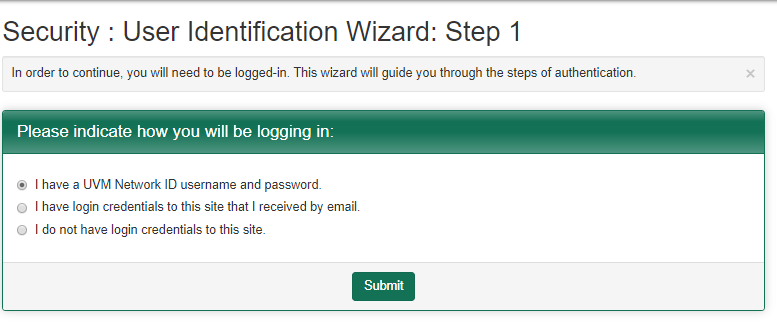 Security : User Identification Wizard: Step 1
In order to continue, you will need to be logged-in. This wizard will guide you through the steps of authentication. ×
Please indicate how you will be logging in:
I have a UVM Network ID username and password.
I have login credentials to this site that I received by email.
I do not have login credentials to this site.
Submit